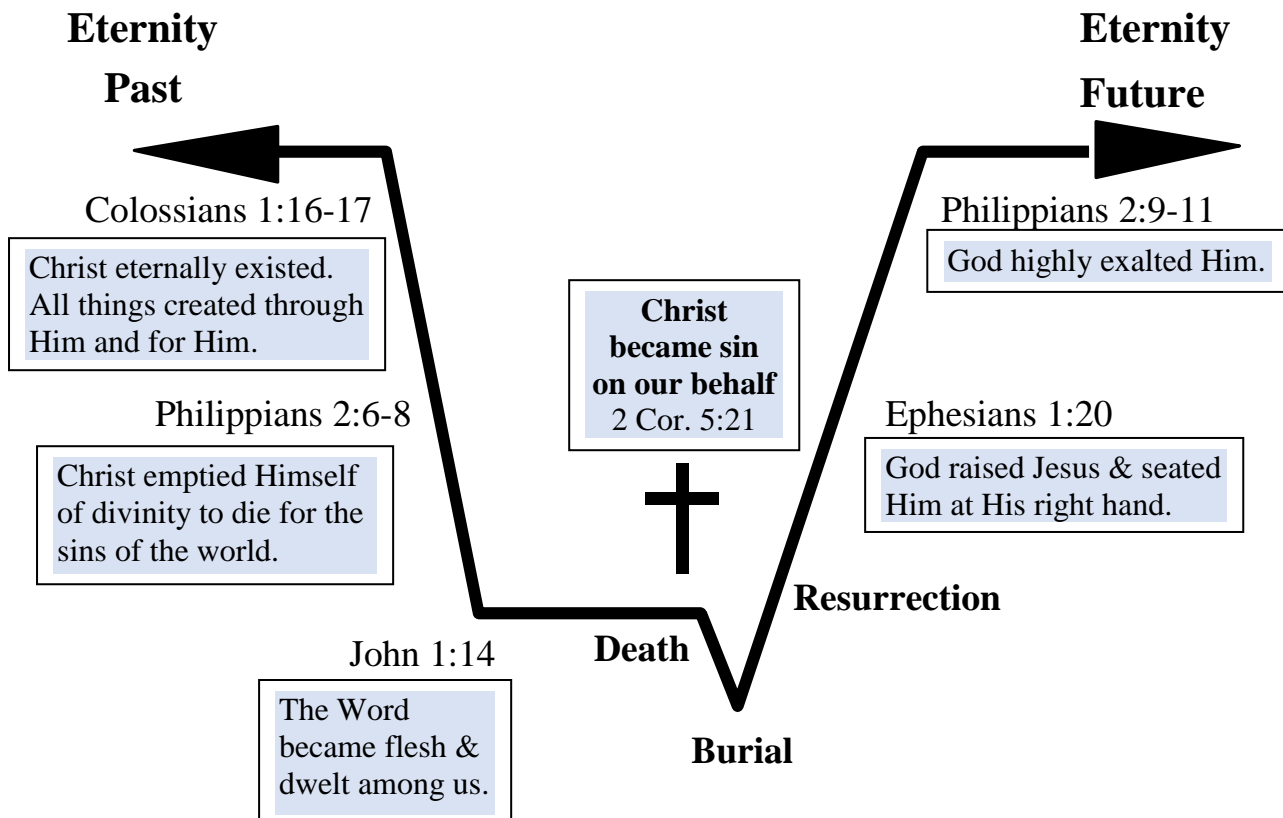 Eternity
Past
Eternity
Future
Colossians 1:16-17
Christ eternally existed.
All things created through
Him and for Him.
Philippians 2:6-8
Christ emptied Himself
of divinity to die for the
sins of the world.
John 1:14
The Word
became flesh &
dwelt among us.
Christ
became sin
on our behalf
2 Cor. 5:21
Death
Burial
Resurrection
Philippians 2:9-11
God highly exalted Him.
Ephesians 1:20
God raised Jesus & seated
Him at His right hand.